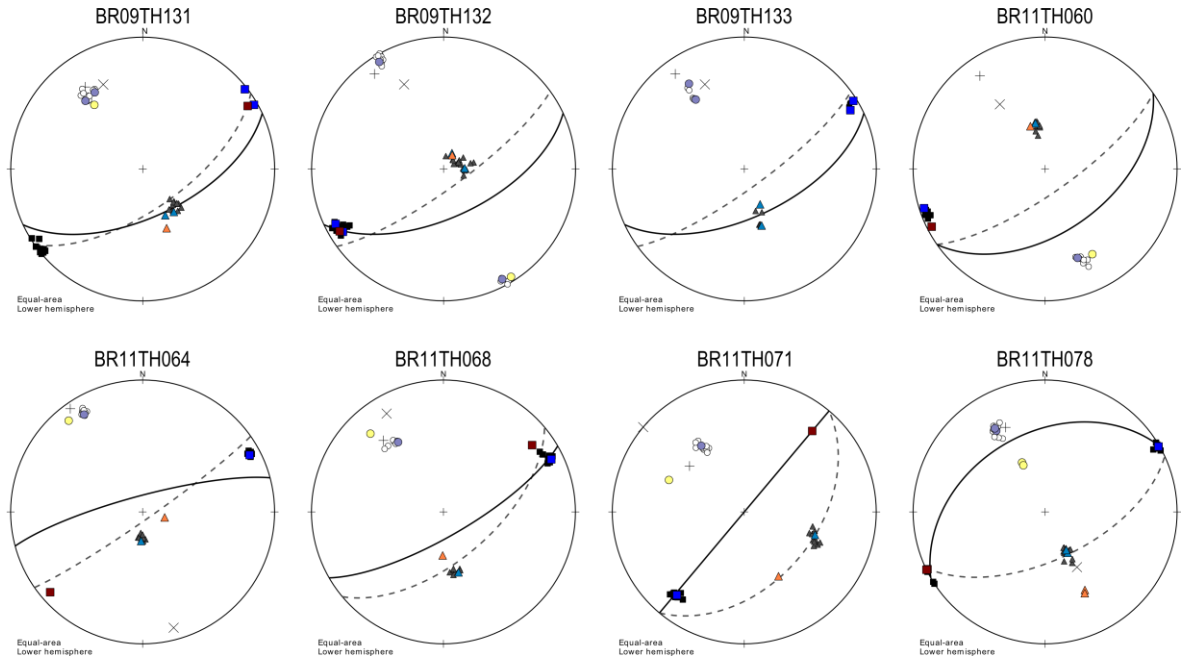 BR09TH131
BR09TH132
BR09TH133
BR11TH060
N
N
N
N
Equal-area
Lower hemisphere
Equal-area
Lower hemisphere
Equal-area
Lower hemisphere
Equal-area
Lower hemisphere
BR11TH064
BR11TH068
BR11TH071
BR11TH078
N
N
N
N
Equal-area
Lower hemisphere
Equal-area
Lower hemisphere
Equal-area
Lower hemisphere
Equal-area
Lower hemisphere